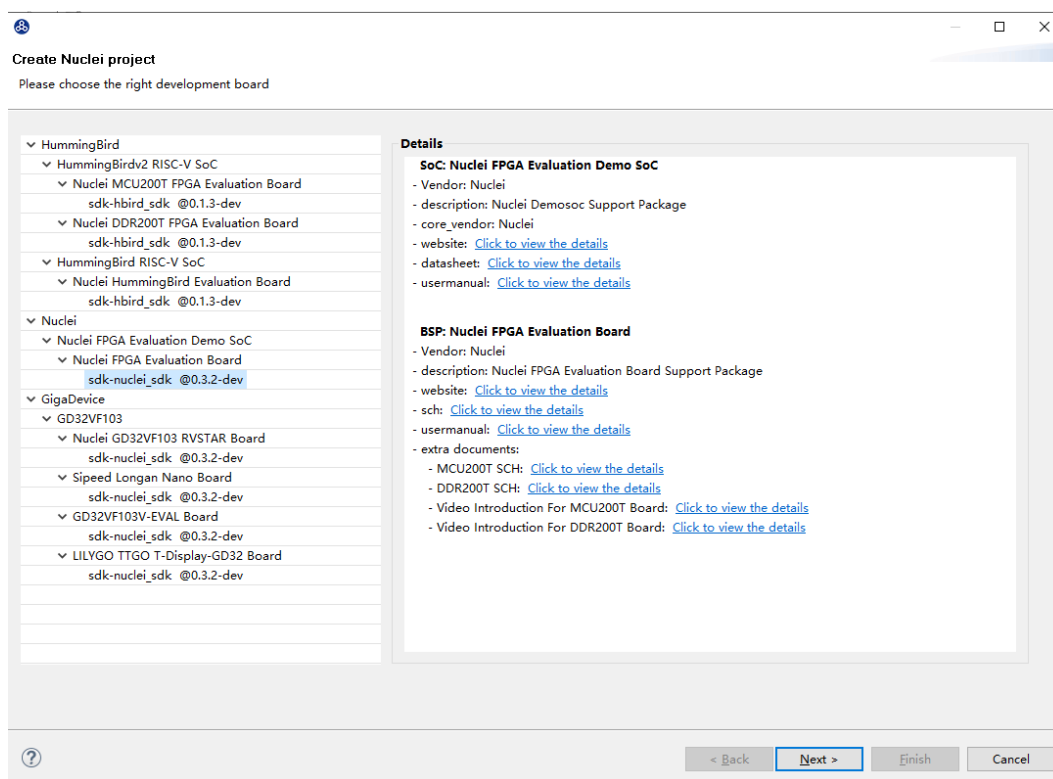 Create Nuclei project
Please choose the right development board
HummingBird
HummingBirdv2 RISC-V SoC
Nuclei MCU200T FPGA Evaluation Board
sdk-hbird_sdk @0.1.3-dev
Nuclei DDR200T FPGA Evaluation Board
sdk-hbird_sdk @0.1.3-dev
HummingBird RISC-V SoC
Nuclei HummingBird Evaluation Board
sdk-hbird_sdk @0.1.3-dev
Nuclei
Nuclei FPGA Evaluation Demo SoC
Nuclei FPGA Evaluation Board
sdk-nuclei_sdk @0.3.2-dev
GigaDevice
GD32VF103
Nuclei GD32VF103 RVSTAR Board
sdk-nuclei_sdk @0.3.2-dev
Sipeed Longan Nano Board
sdk-nuclei_sdk @0.3.2-dev
GD32VF103V-EVAL Board
sdk-nuclei_sdk @0.3.2-dev
LILYGO TTGO T-Display-GD32 Board
sdk-nuclei_sdk @0.3.2-dev
Details
SoC: Nuclei FPGA Evaluation Demo SoC
- Vendor: Nuclei
- description: Nuclei Demosoc Support Package
- core_vendor: Nuclei
- website: Click to view the details
- datasheet: Click to view the details
- usermanual: Click to view the details
BSP: Nuclei FPGA Evaluation Board
- Vendor: Nuclei
- description: Nuclei FPGA Evaluation Board Support Package
- website: Click to view the details
- sch: Click to view the details
- usermanual: Click to view the details
- extra documents:
- MCU200T SCH: Click to view the details
- DDR200T SCH: Click to view the details
- Video Introduction For MCU200T Board: Click to view the details
- Video Introduction For DDR200T Board: Click to view the details
?
< Back
Next >
Finish
Cancel